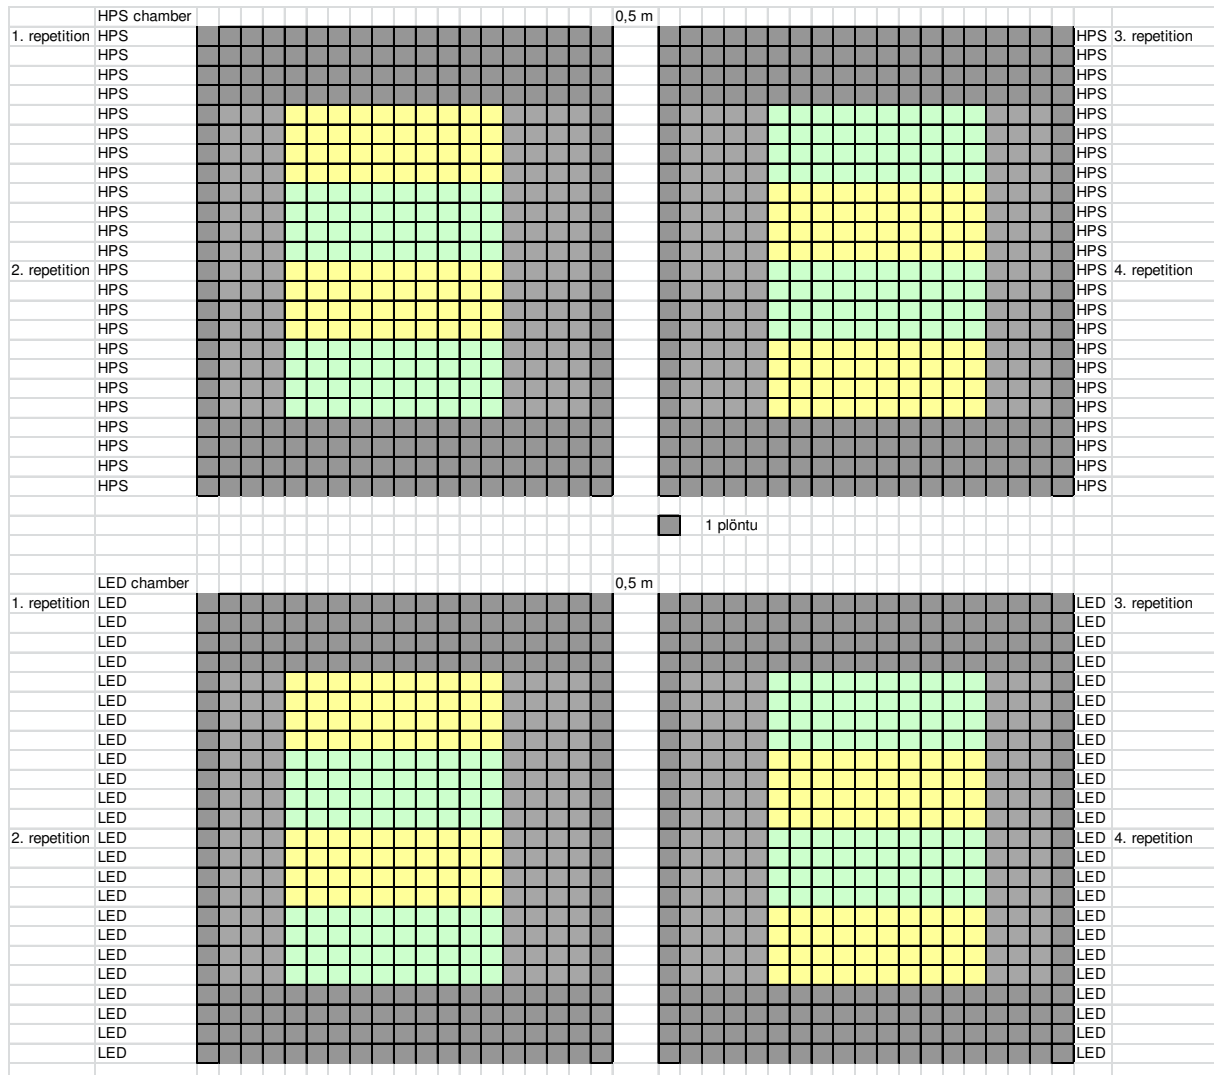 HPS chamber 0,5 m
1. repetition HPS HPS 3. repetition
HPS HPS
HPS HPS
HPS HPS
HPS HPS
HPS HPS
HPS HPS
HPS HPS
HPS HPS
HPS HPS
HPS HPS
HPS HPS
2. repetition HPS HPS 4. repetition
HPS HPS
HPS HPS
HPS HPS
HPS HPS
HPS HPS
HPS HPS
HPS HPS
HPS HPS
HPS HPS
HPS HPS
HPS HPS
1 plöntu
LED chamber 0,5 m
1. repetition LED LED 3. repetition
LED LED
LED LED
LED LED
LED LED
LED LED
LED LED
LED LED
LED LED
LED LED
LED LED
LED LED
2. repetition LED LED 4. repetition
LED LED
LED LED
LED LED
LED LED
LED LED
LED LED
LED LED
LED LED
LED LED
LED LED
LED LED